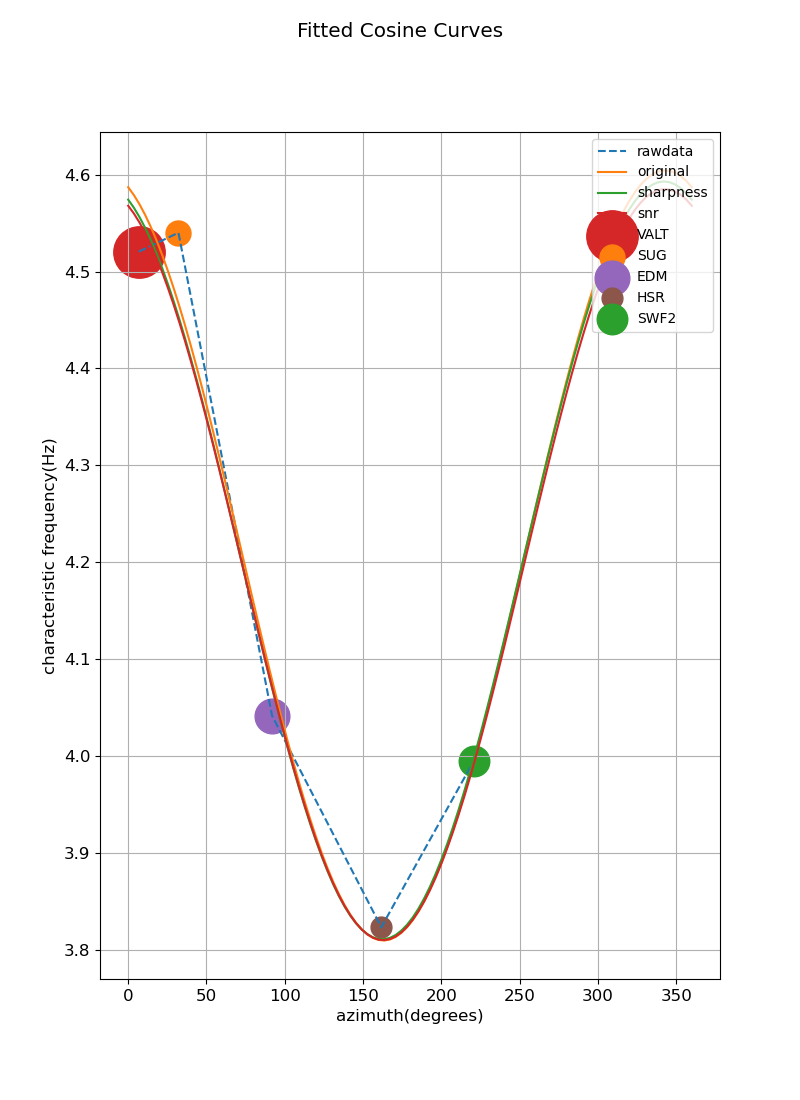 Fitted Cosine Curves
rawdata
original
sharpness
snr
VALT
SUG
EDM
HSR
SWF2
4.6
4.5
4.4
4.3
4.2
4.1
4.0
3.9
3.8
characteristic frequency(Hz)
0 50 100 150 200 250 300 350
azimuth(degrees)